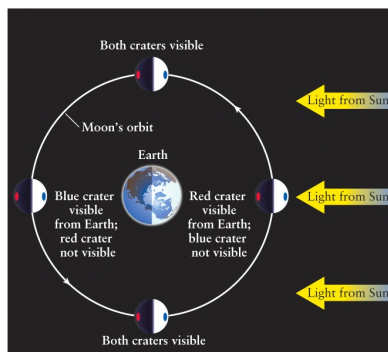 Both craters visible
Light from Sun
Moon's orbit
Earth
Blue crater
visible
from Earth;
red crater
not visible
Red crater
visible
from Earth;
blue crater
not visible
Light from Sun
Light from Sun
Both craters visible